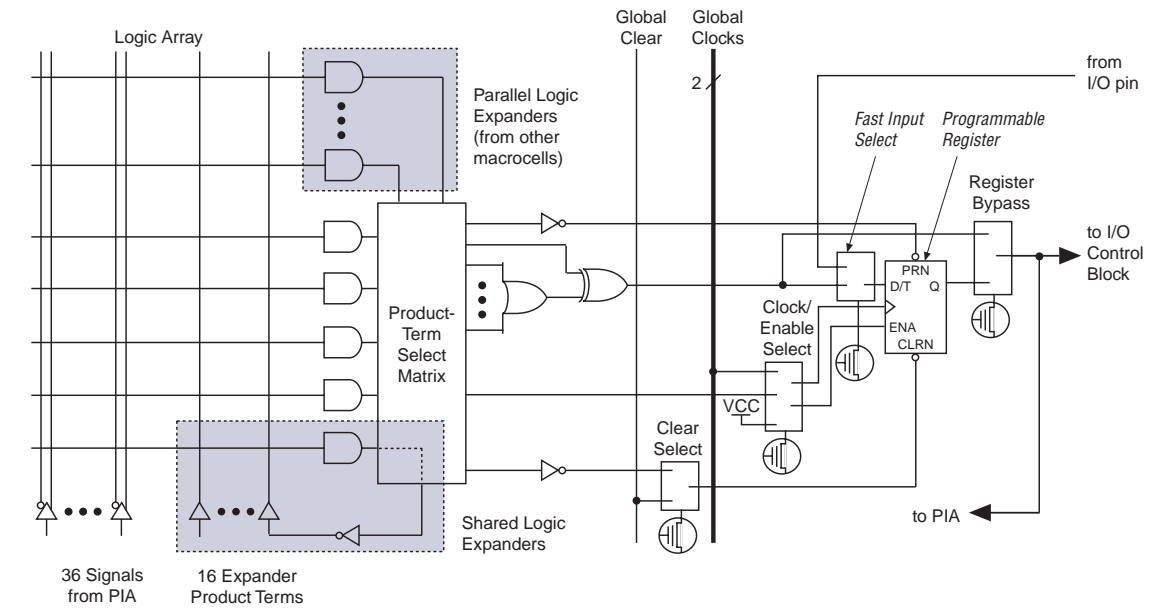 Global
Clear
Global
Clocks
Logic Array
2
from
I/O pin
Parallel Logic
Expanders
(from other
macrocells)
Fast Input
Select
Programmable
Register
Register
Bypass
to I/O
Control
Block
PRN
D/T Q
ENA
CLRN
Clock/
Enable
Select
Product-
Term
Select
Matrix
VCC
Clear
Select
to PIA
Shared Logic
Expanders
36 Signals
from PIA
16 Expander
Product Terms